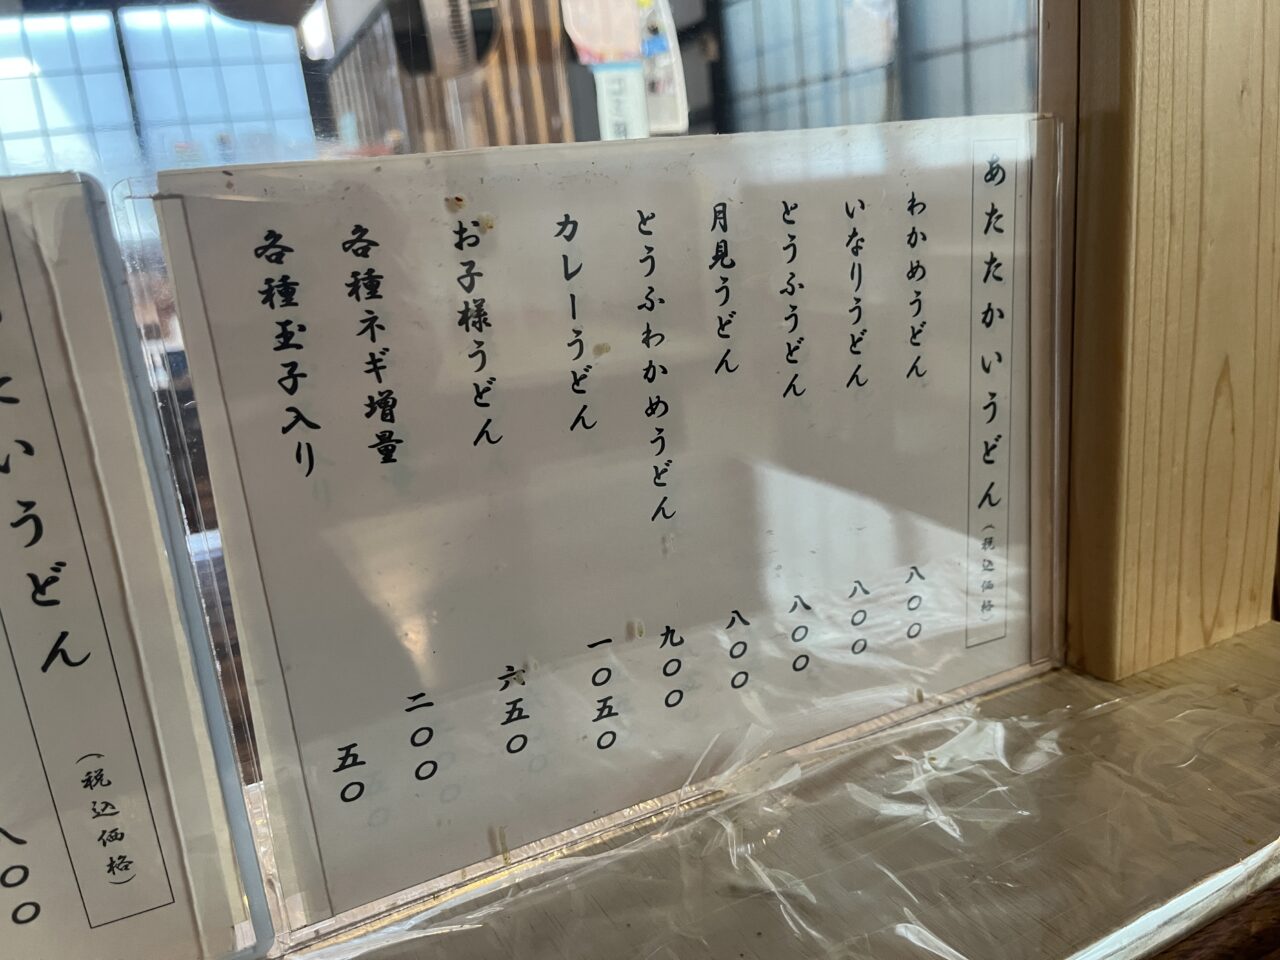 あたたかいうどん（税込価格）
わかめうどん 八〇〇
いなりうどん 八〇〇
とうふうどん 八〇〇
月見うどん 八〇〇
とうふわかめうどん 九〇〇
カレーうどん 一〇五〇
お子様うどん 六五〇
各種ネギ増量 二〇〇
各種玉子入り 五〇
いうどん（税込価格）
八〇〇